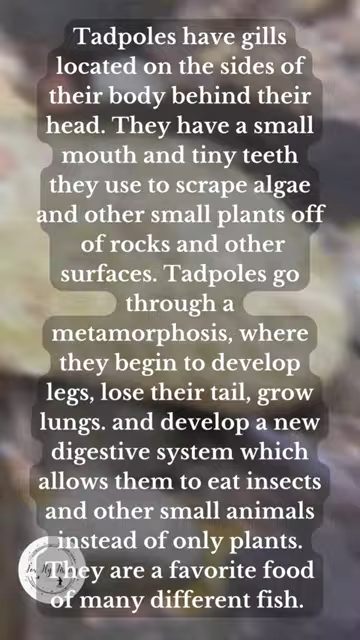 Tadpoles have gills
located on the sides of
their body behind their
head. They have a small
mouth and tiny teeth
they use to scrape algae
and other small plants off
of rocks and other
surfaces. Tadpoles go
through a
metamorphosis, where
they begin to develop
legs, lose their tail, grow
lungs. and develop a new
digestive system which
allows them to eat insects
and other small animals
instead of only plants.
They are a favorite food
of many different fish.